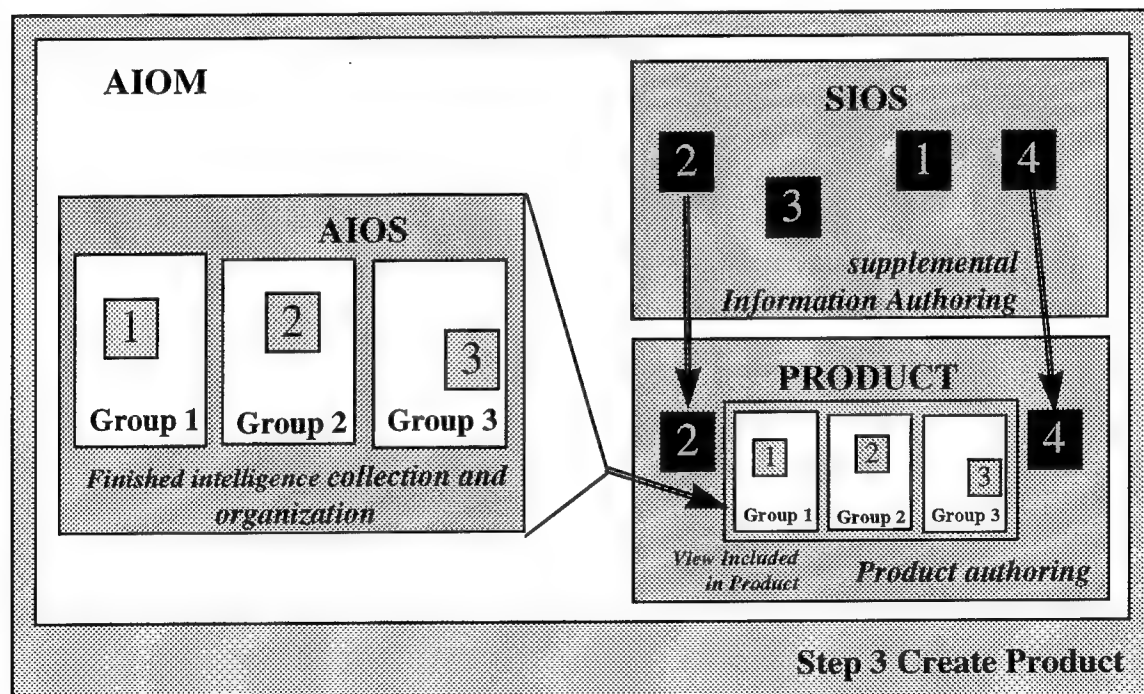 AIOM
AIOS
1
2
3
Group 1
Group 2
Group 3
Finished intelligence collection and
organization
SIOS
2
3
1
4
supplemental
Information Authoring
PRODUCT
2
1
2
3
4
Group 1
Group 2
Group 3
View Included
in Product
Product authoring
Step 3 Create Product